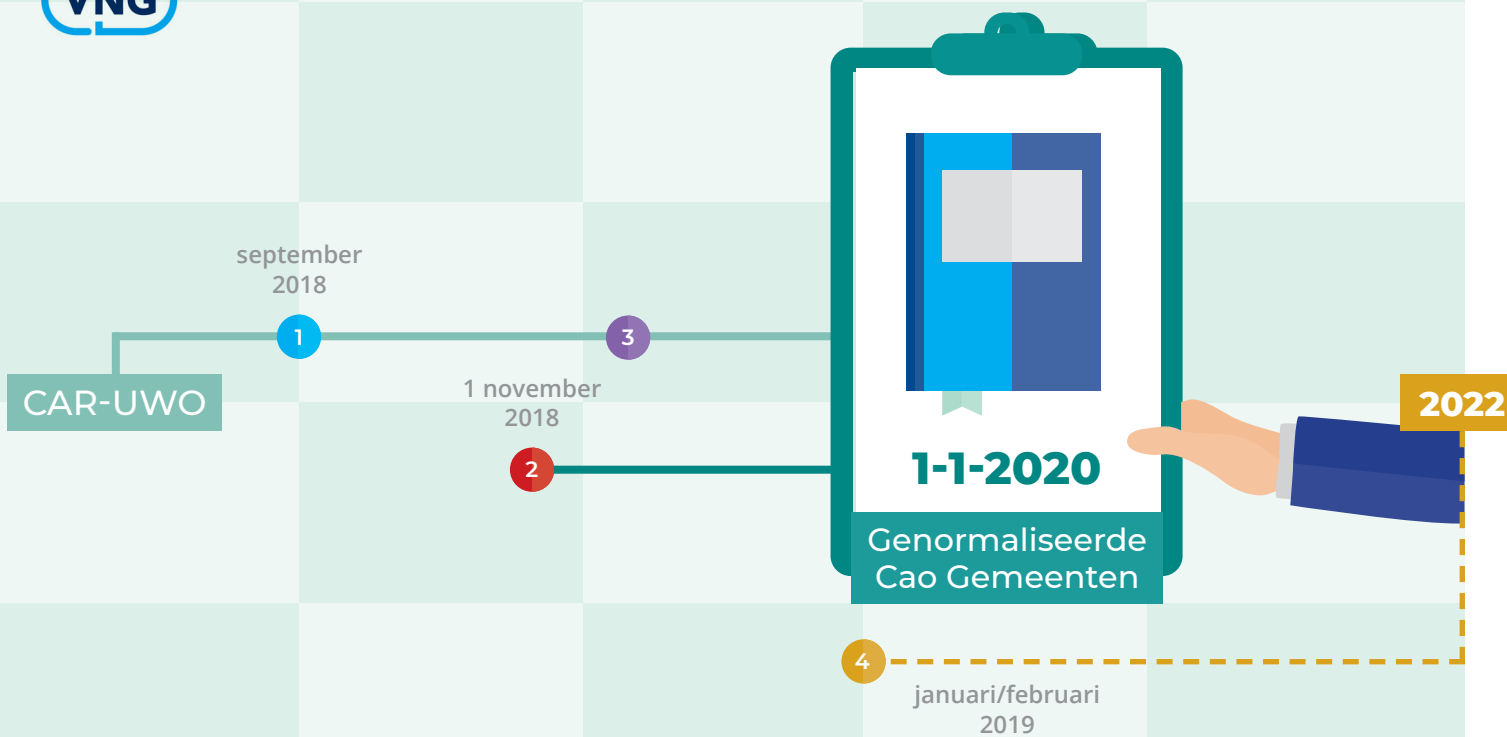 VNG
september
2018
1
3
CAR-UWO
1 november
2018
2
1-1-2020
Genormaliseerde
Cao Gemeenten
2022
4
januari/februari
2019